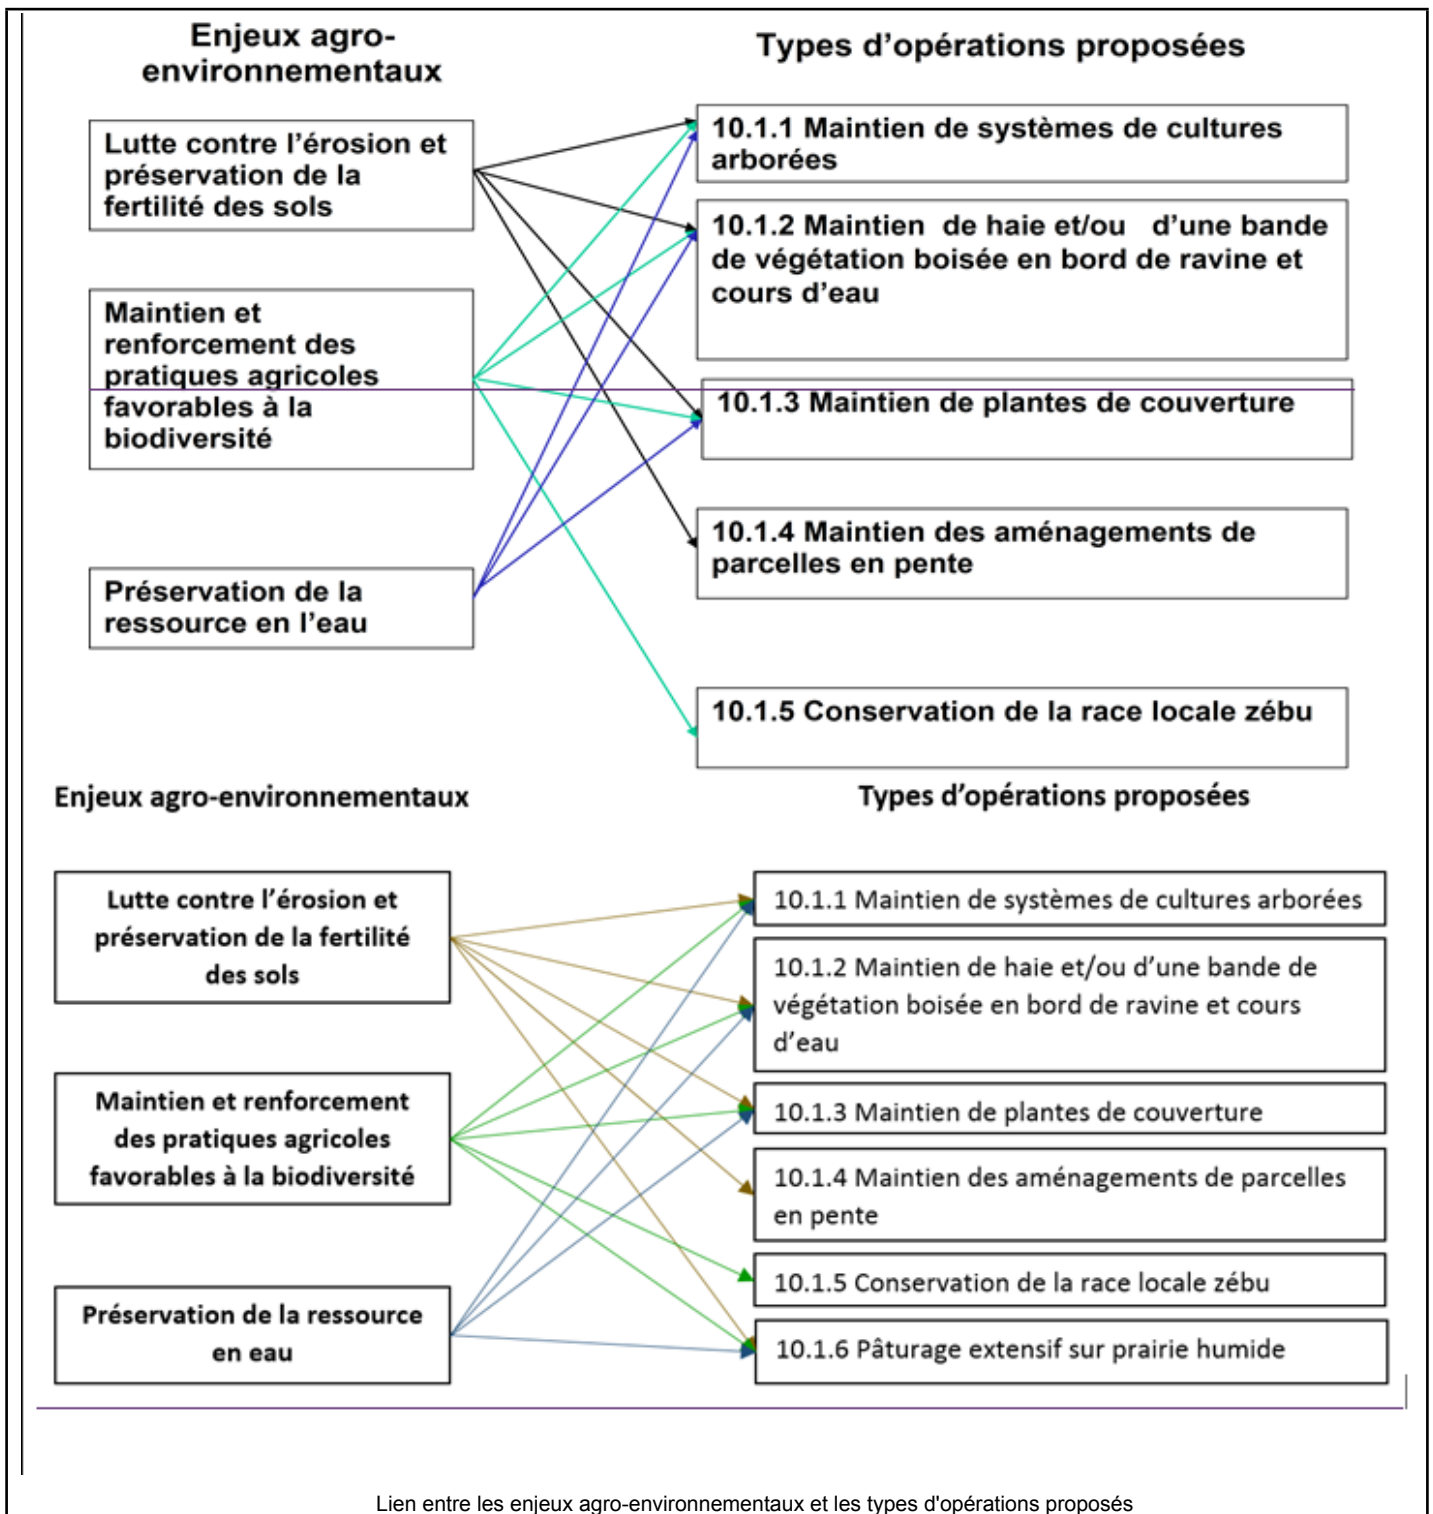 Enjeux agro-
environnementaux
Types d'opérations proposées
Lutte contre l'érosion et
préservation de la
fertilité des sols
Maintien et
renforcement des
pratiques agricoles
favorables à la
biodiversité
Préservation de la
ressource en l'eau
10.1.1 Maintien de systèmes de cultures
arborées
10.1.2 Maintien de haie et/ou d'une bande
de végétation boisée en bord de ravine et
cours d'eau
10.1.3 Maintien de plantes de couverture
10.1.4 Maintien des aménagements de
parcelles en pente
10.1.5 Conservation de la race locale zébu
Enjeux agro-environnementaux
Types d'opérations proposées
Lutte contre l'érosion et
préservation de la fertilité
des sols
Maintien et renforcement
des pratiques agricoles
favorables à la biodiversité
Préservation de la ressource
en eau
10.1.1 Maintien de systèmes de cultures arborées
10.1.2 Maintien de haie et/ou d'une bande de
végétation boisée en bord de ravine et cours
d'eau
10.1.3 Maintien de plantes de couverture
10.1.4 Maintien des aménagements de parcelles
en pente
10.1.5 Conservation de la race locale zébu
10.1.6 Pâturage extensif sur prairie humide
Lien entre les enjeux agro-environnementaux et les types d'opérations proposés